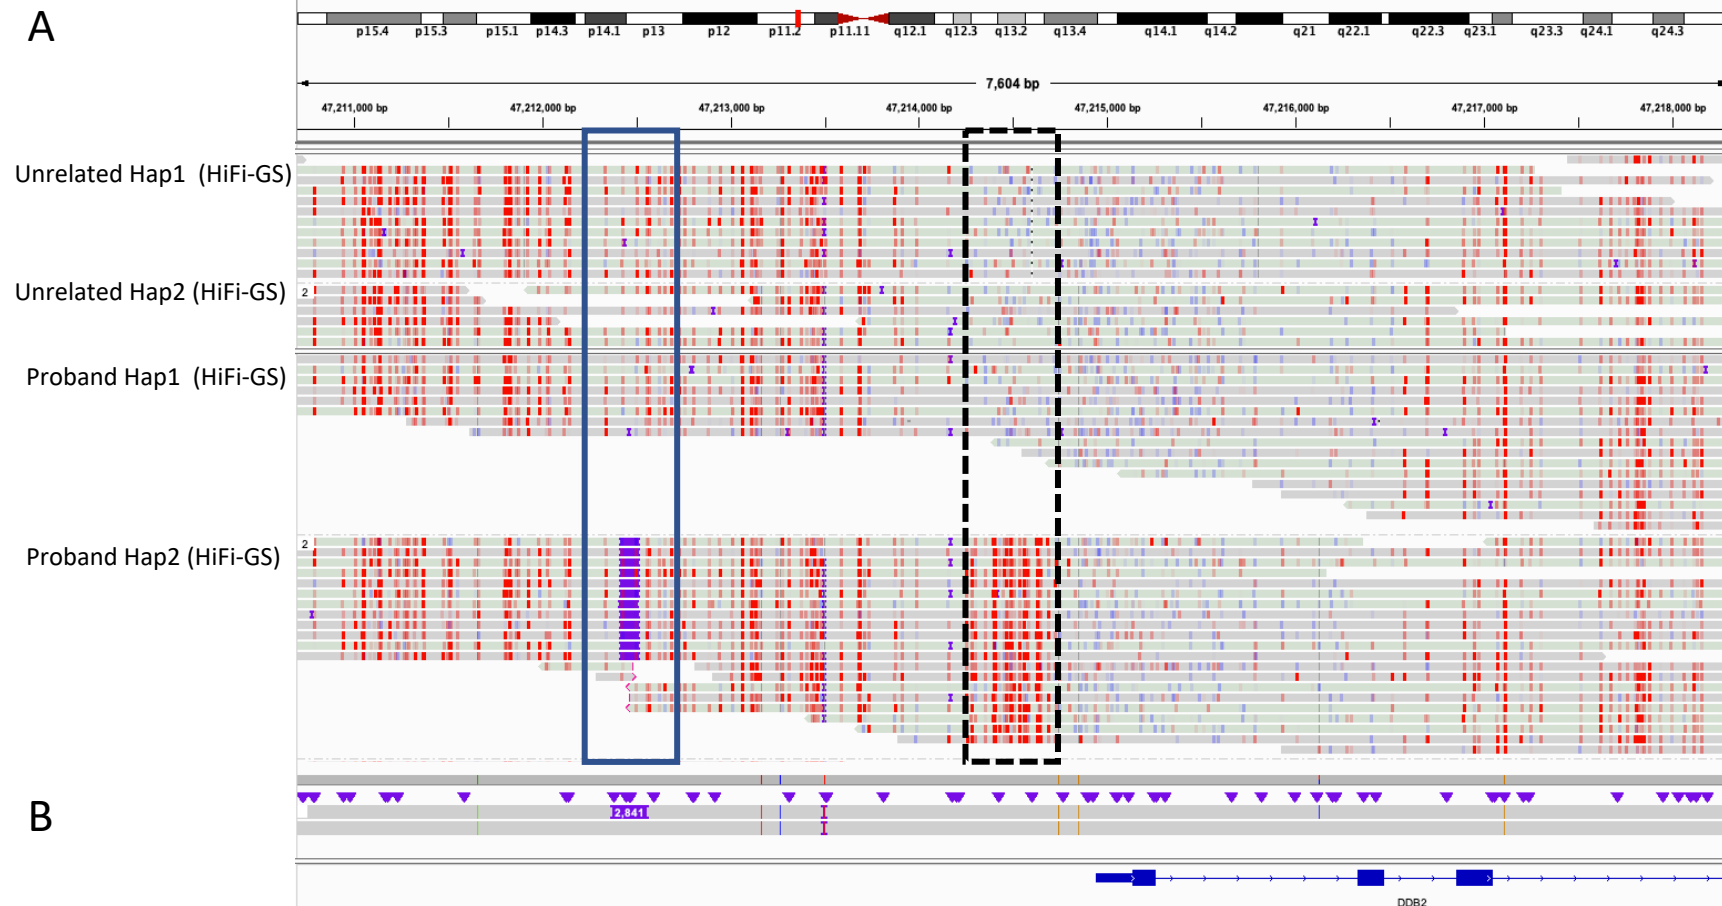 A
p15.4 p15.3 p15.1 p14.3 p14.1 p13 p12 p11.2 p11.11 q12.1 q12.3 q13.2 q13.4 q14.1 q14.2 q21 q22.1 q22.3 q23.1 q23.3 q24.1 q24.3
7,604 bp
47,211,000 bp 47,212,000 bp 47,213,000 bp 47,214,000 bp 47,215,000 bp 47,216,000 bp 47,217,000 bp 47,218,000 bp
Unrelated Hap1 (HiFi-GS)
Unrelated Hap2 (HiFi-GS) 2
Proband Hap1 (HiFi-GS)
Proband Hap2 (HiFi-GS) 2
B
2,841
DDB2